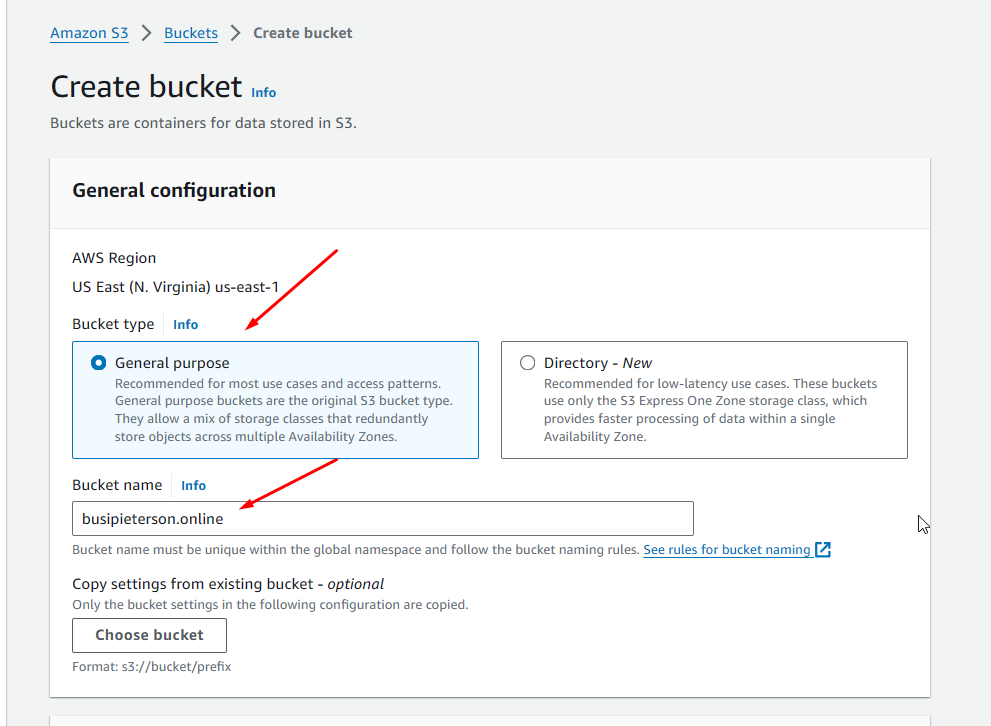 Amazon S3 > Buckets > Create bucket
Create bucket Info
Buckets are containers for data stored in S3.
General configuration
AWS Region
US East (N. Virginia) us-east-1
Bucket type Info
General purpose
Recommended for most use cases and access patterns.
General purpose buckets are the original S3 bucket type.
They allow a mix of storage classes that redundantly
store objects across multiple Availability Zones.
Directory - New
Recommended for low-latency use cases. These buckets
use only the S3 Express One Zone storage class, which
provides faster processing of data within a single
Availability Zone.
Bucket name Info
busipieterson.online
Bucket name must be unique within the global namespace and follow the bucket naming rules. See rules for bucket naming
Copy settings from existing bucket - optional
Only the bucket settings in the following configuration are copied.
Choose bucket
Format: s3://bucket/prefix